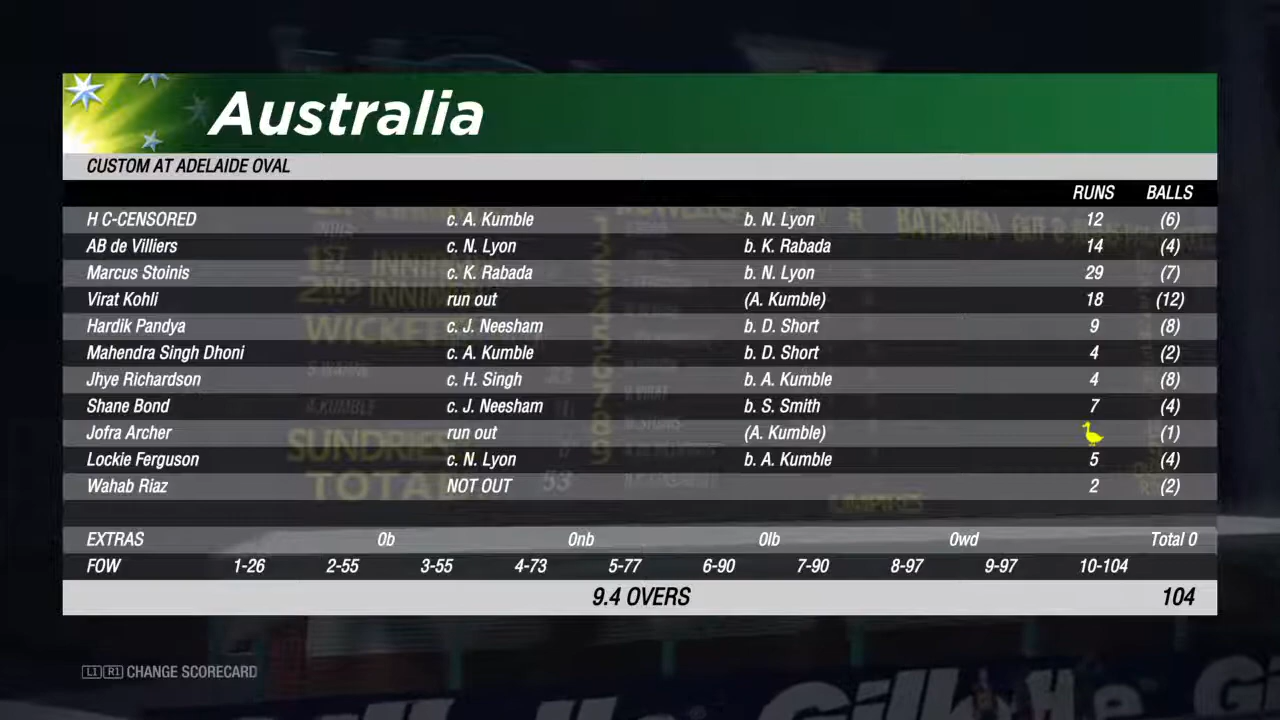 Australia
CUSTOM AT ADELAIDE OVAL
RUNS BALLS
H C-CENSORED c. A. Kumble b. N. Lyon 12 (6)
AB de Villiers c. N. Lyon b. K. Rabada 14 (4)
Marcus Stoinis c. K. Rabada b. N. Lyon 29 (7)
Virat Kohli run out (A. Kumble) 18 (12)
Hardik Pandya c. J. Neesham b. D. Short 9 (8)
Mahendra Singh Dhoni c. A. Kumble b. D. Short 4 (2)
Jhye Richardson c. H. Singh b. A. Kumble 4 (8)
Shane Bond c. J. Neesham b. S. Smith 7 (4)
Jofra Archer run out (A. Kumble) (1)
Lockie Ferguson c. N. Lyon b. A. Kumble 5 (4)
Wahab Riaz NOT OUT 2 (2)
EXTRAS 0b 0nb 0lb 0wd Total 0
FOW 1-26 2-55 3-55 4-73 5-77 6-90 7-90 8-97 9-97 10-104
9.4 OVERS 104
L1 R1 CHANGE SCORECARD